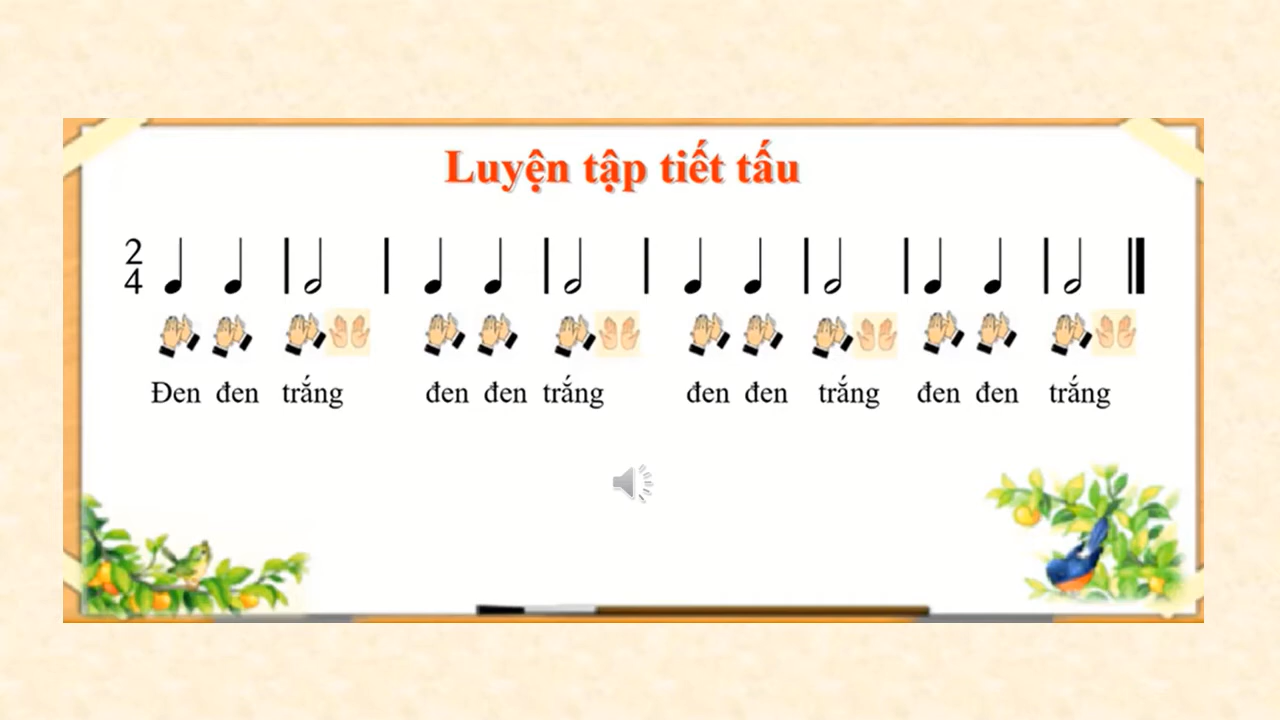 Luyện tập tiết tấu
2
4
Đen đen trắng đen đen trắng đen đen trắng đen đen trắng